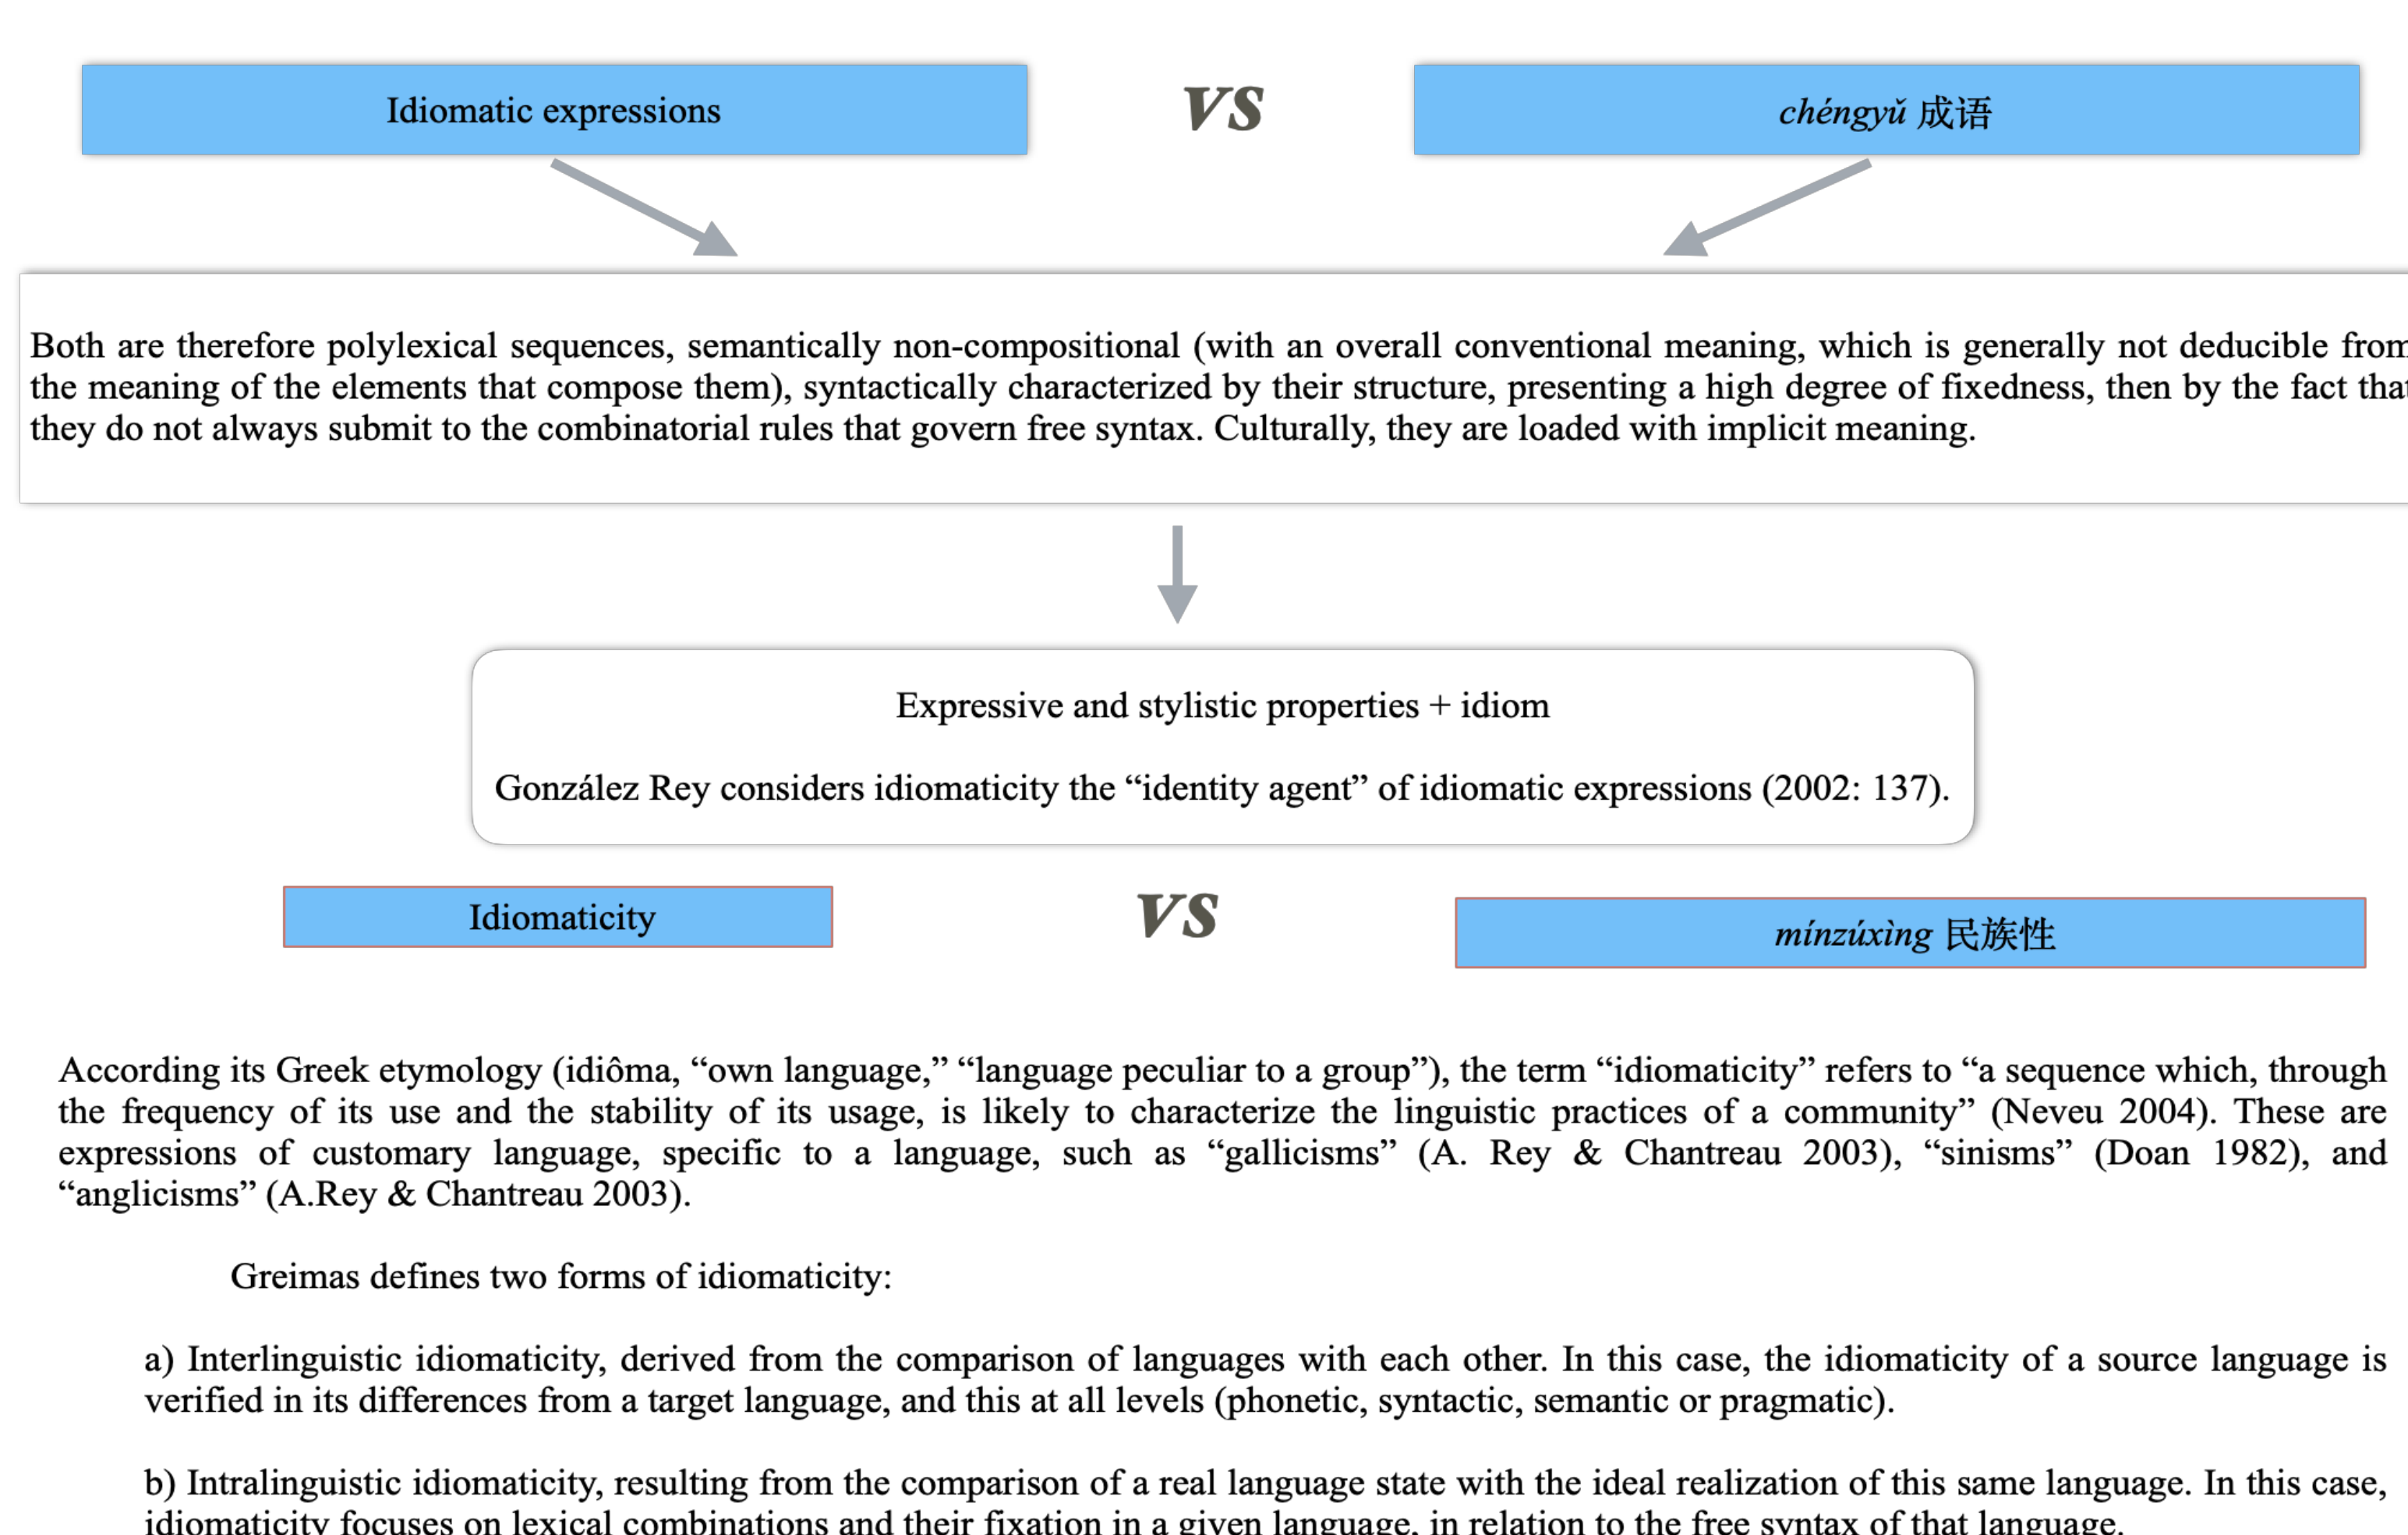 Idiomatic expressions
vs
chéngyǔ 成语
Both are therefore polylexical sequences, semantically non-compositional (with an overall conventional meaning, which is generally not deducible from
the meaning of the elements that compose them), syntactically characterized by their structure, presenting a high degree of fixedness, then by the fact that
they do not always submit to the combinatorial rules that govern free syntax. Culturally, they are loaded with implicit meaning.
Expressive and stylistic properties + idiom
González Rey considers idiomaticity the “identity agent” of idiomatic expressions (2002: 137).
Idiomaticity
vs
mínzúxìng 民族性
According its Greek etymology (idiôma, “own language,” “language peculiar to a group”), the term “idiomaticity” refers to “a sequence which, through
the frequency of its use and the stability of its usage, is likely to characterize the linguistic practices of a community” (Neveu 2004). These are
expressions of customary language, specific to a language, such as “gallicisms” (A. Rey & Chantreau 2003), “sinisms” (Doan 1982), and
“anglicisms” (A.Rey & Chantreau 2003).
Greimas defines two forms of idiomaticity:
a) Interlinguistic idiomaticity, derived from the comparison of languages with each other. In this case, the idiomaticity of a source language is
verified in its differences from a target language, and this at all levels (phonetic, syntactic, semantic or pragmatic).
b) Intralinguistic idiomaticity, resulting from the comparison of a real language state with the ideal realization of this same language. In this case,
idiomaticity focuses on lexical combinations and their fixation in a given language, in relation to the free syntax of that language.